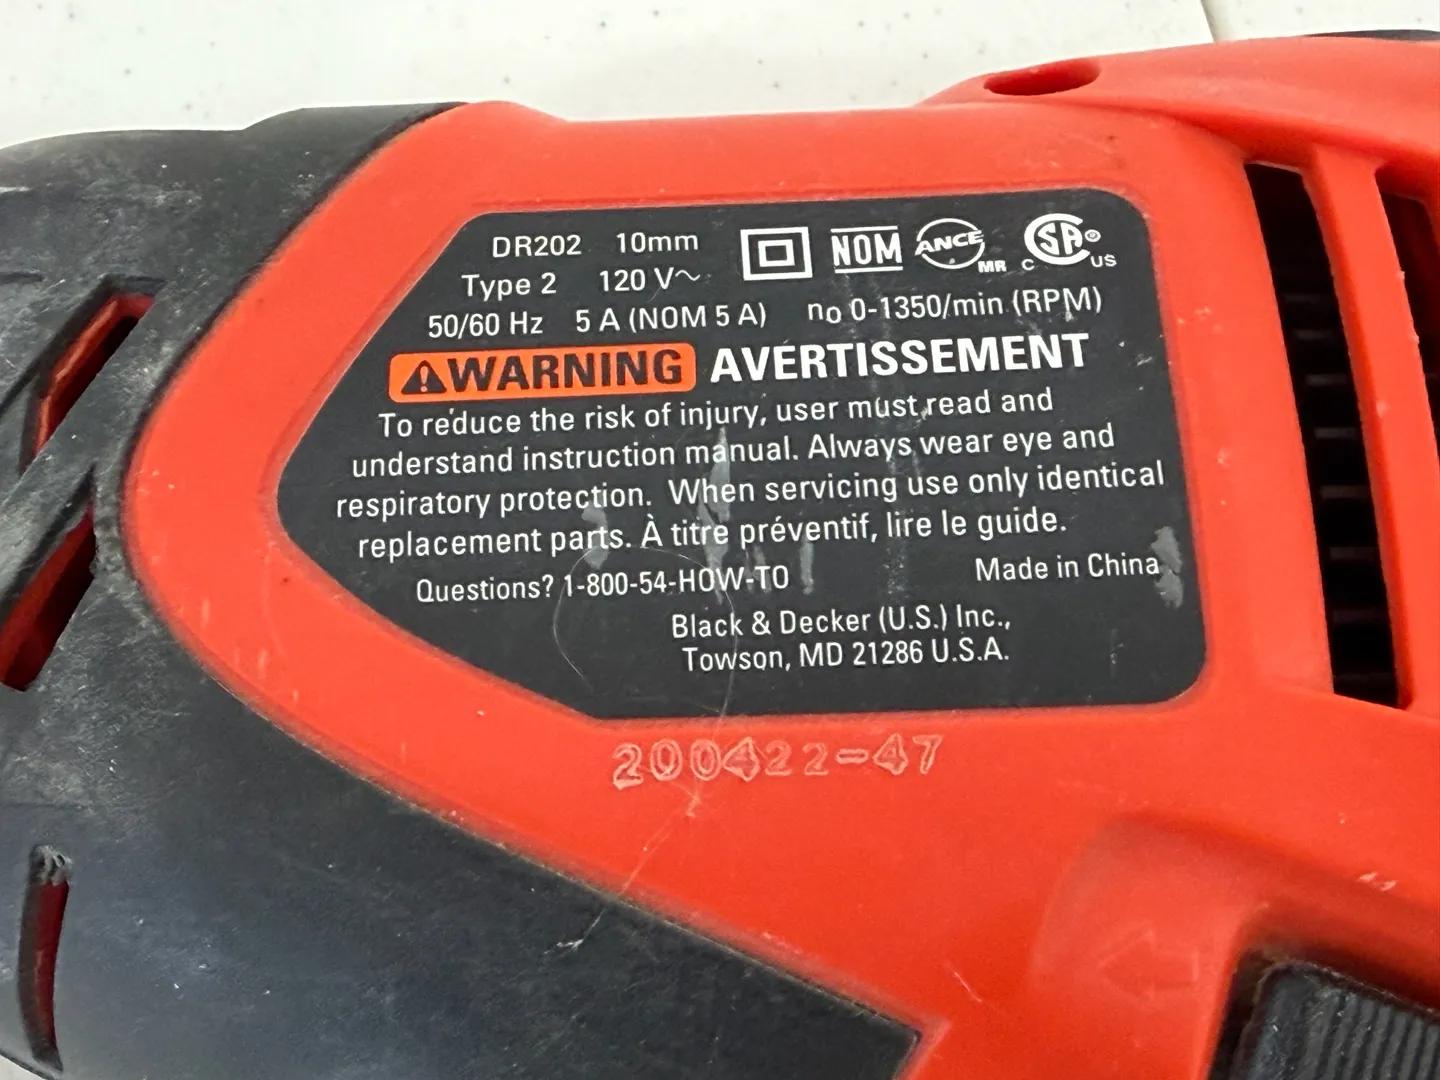 DR202 10mm
NOM ANCE MR C SA ® US
Type 2 120 V~
50/60 Hz 5 A (NOM 5 A) no 0-1350/min (RPM)
⚠WARNING AVERTISSEMENT
To reduce the risk of injury, user must read and
understand instruction manual. Always wear eye and
respiratory protection. When servicing use only identical
replacement parts. À titre préventif, lire le guide.
Questions? 1-800-54-HOW-TO Made in China
Black & Decker (U.S.) Inc.,
Towson, MD 21286 U.S.A.
200422-47